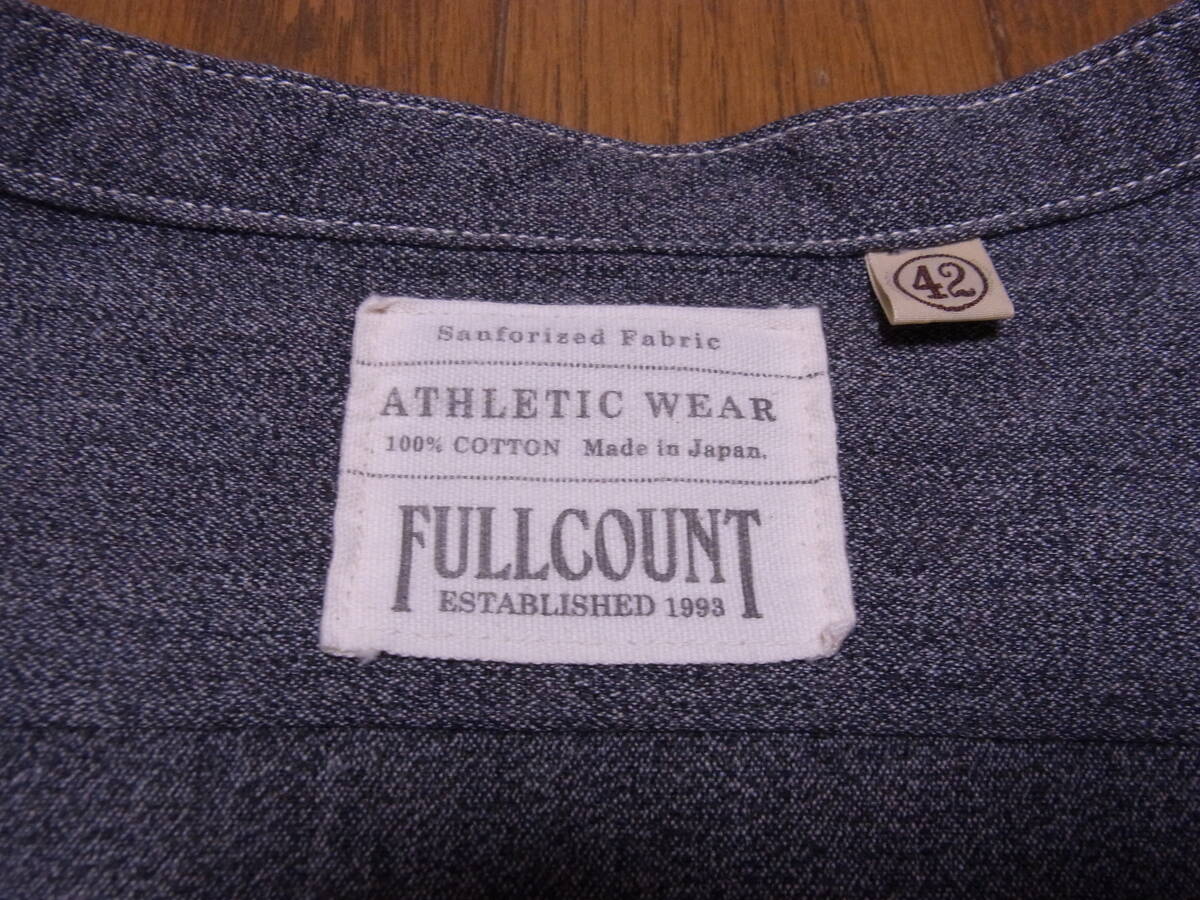 42
Sanforized Fabric
ATHLETIC WEAR
100% COTTON Made in Japan.
FULLCOUNT
ESTABLISHED 1993